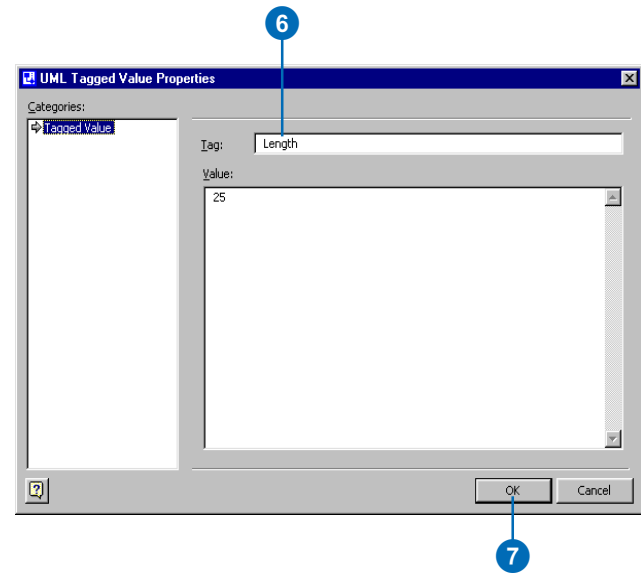 6
UML Tagged Value Properties
Categories:
Tagged Value
Tag:
Length
Value:
25
OK
Cancel
7